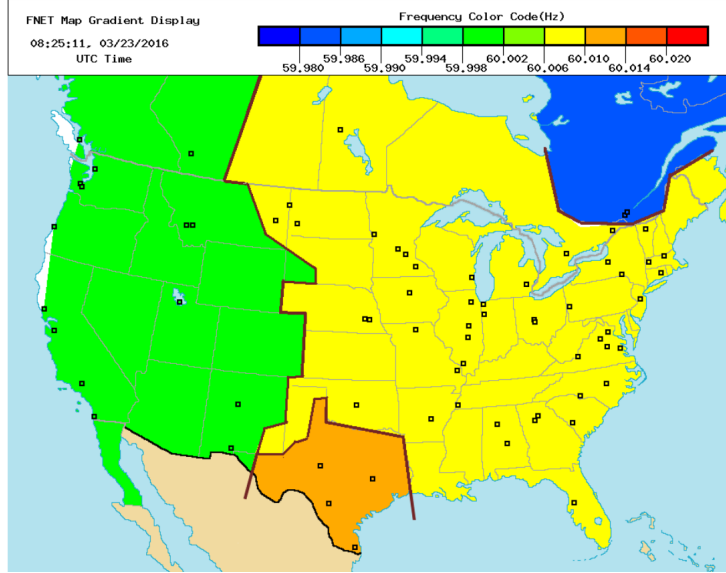 FNET Map Gradient Display
08:25:11, 03/23/2016
UTC Time
Frequency Color Code(Hz)
59.980 59.986 59.990 59.994 59.998 60.002 60.006 60.010 60.014 60.020